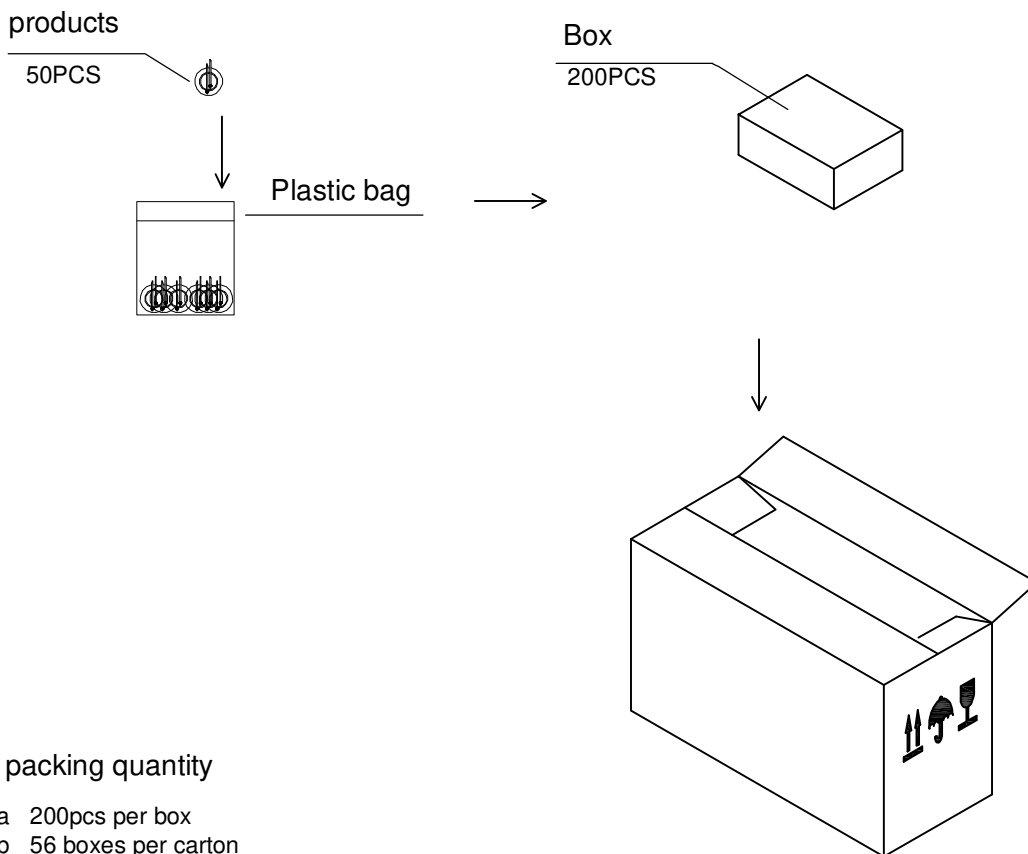 products
50PCS
Box
200PCS
Plastic bag
packing quantity
a 200pcs per box
b 56 boxes per carton